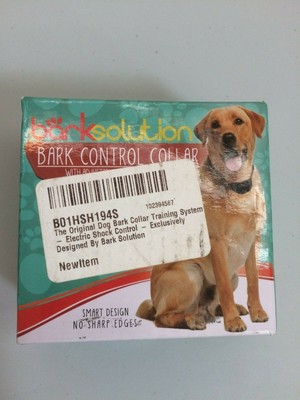 barksolution
BARK CONTROL COLLAR
102394567
B01HSH194S
The Original Dog Bark Collar Training System
– Electric Shock Control – Exclusively
Designed By Bark Solution
NewItem
SMART DESIGN
NO SHARP EDGES